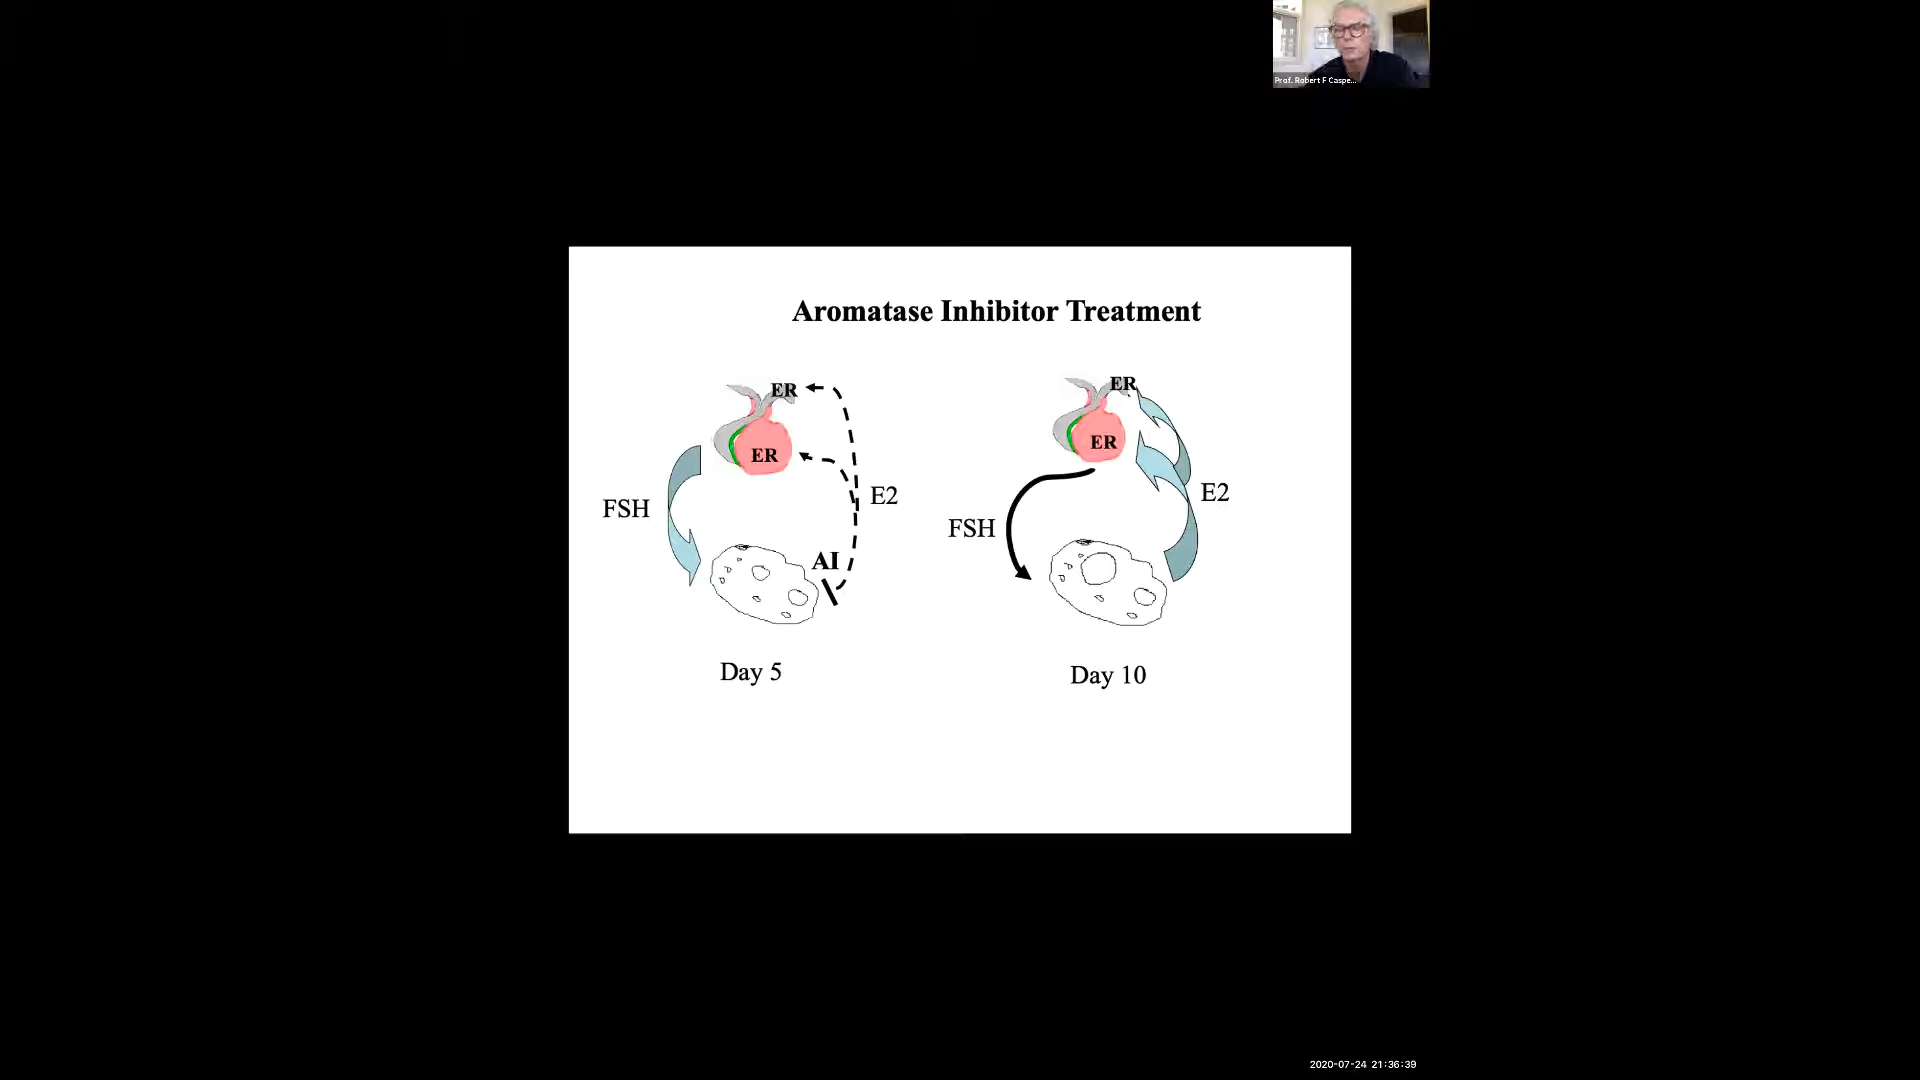 Prof. Robert F Caspe...
Aromatase Inhibitor Treatment
ER
ER
FSH
E2
AI
Day 5
ER
ER
FSH
E2
Day 10
2020-07-24 21:36:39